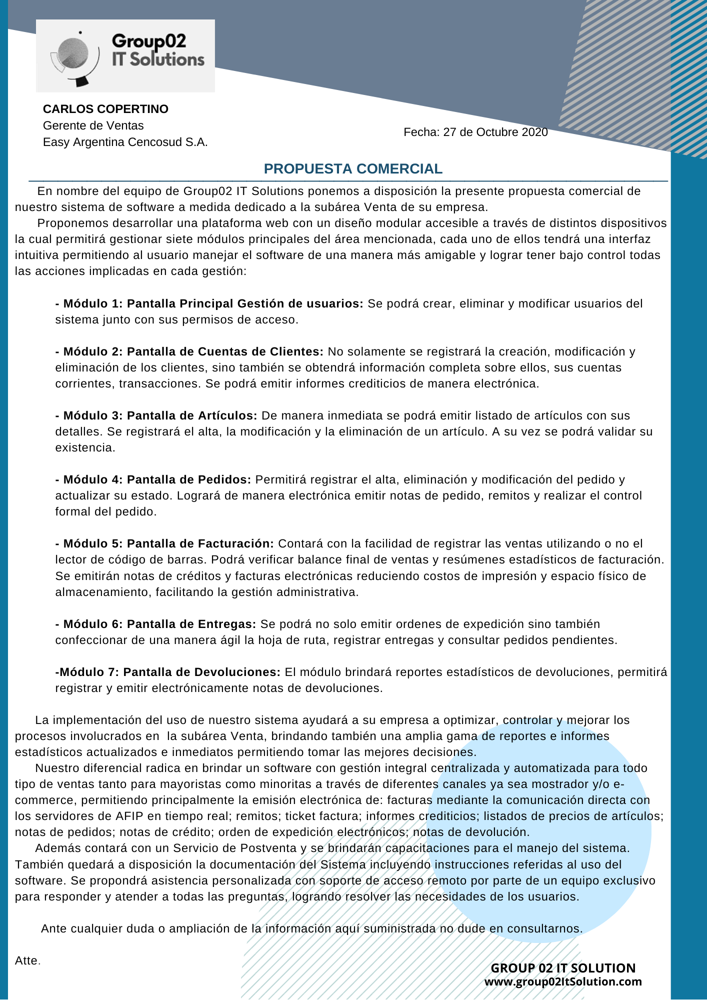 Group02
IT Solutions
CARLOS COPERTINO
Gerente de Ventas
Easy Argentina Cencosud S.A.
Fecha: 27 de Octubre 2020
PROPUESTA COMERCIAL
En nombre del equipo de Group02 IT Solutions ponemos a disposición la presente propuesta comercial de
nuestro sistema de software a medida dedicado a la subárea Venta de su empresa.
Proponemos desarrollar una plataforma web con un diseño modular accesible a través de distintos dispositivos
la cual permitirá gestionar siete módulos principales del área mencionada, cada uno de ellos tendrá una interfaz
intuitiva permitiendo al usuario manejar el software de una manera más amigable y lograr tener bajo control todas
las acciones implicadas en cada gestión:
- Módulo 1: Pantalla Principal Gestión de usuarios: Se podrá crear, eliminar y modificar usuarios del
sistema junto con sus permisos de acceso.
- Módulo 2: Pantalla de Cuentas de Clientes: No solamente se registrará la creación, modificación y
eliminación de los clientes, sino también se obtendrá información completa sobre ellos, sus cuentas
corrientes, transacciones. Se podrá emitir informes crediticios de manera electrónica.
- Módulo 3: Pantalla de Artículos: De manera inmediata se podrá emitir listado de artículos con sus
detalles. Se registrará el alta, la modificación y la eliminación de un artículo. A su vez se podrá validar su
existencia.
- Módulo 4: Pantalla de Pedidos: Permitirá registrar el alta, eliminación y modificación del pedido y
actualizar su estado. Logrará de manera electrónica emitir notas de pedido, remitos y realizar el control
formal del pedido.
- Módulo 5: Pantalla de Facturación: Contará con la facilidad de registrar las ventas utilizando o no el
lector de código de barras. Podrá verificar balance final de ventas y resúmenes estadísticos de facturación.
Se emitirán notas de créditos y facturas electrónicas reduciendo costos de impresión y espacio físico de
almacenamiento, facilitando la gestión administrativa.
- Módulo 6: Pantalla de Entregas: Se podrá no solo emitir ordenes de expedición sino también
confeccionar de una manera ágil la hoja de ruta, registrar entregas y consultar pedidos pendientes.
-Módulo 7: Pantalla de Devoluciones: El módulo brindará reportes estadísticos de devoluciones, permitirá
registrar y emitir electrónicamente notas de devoluciones.
La implementación del uso de nuestro sistema ayudará a su empresa a optimizar, controlar y mejorar los
procesos involucrados en  la subárea Venta, brindando también una amplia gama de reportes e informes
estadísticos actualizados e inmediatos permitiendo tomar las mejores decisiones.
Nuestro diferencial radica en brindar un software con gestión integral centralizada y automatizada para todo
tipo de ventas tanto para mayoristas como minoritas a través de diferentes canales ya sea mostrador y/o e-
commerce, permitiendo principalmente la emisión electrónica de: facturas mediante la comunicación directa con
los servidores de AFIP en tiempo real; remitos; ticket factura; informes crediticios; listados de precios de artículos;
notas de pedidos; notas de crédito; orden de expedición electrónicos; notas de devolución.
Además contará con un Servicio de Postventa y se brindarán capacitaciones para el manejo del sistema.
También quedará a disposición la documentación del Sistema incluyendo instrucciones referidas al uso del
software. Se propondrá asistencia personalizada con soporte de acceso remoto por parte de un equipo exclusivo
para responder y atender a todas las preguntas, logrando resolver las necesidades de los usuarios.
Ante cualquier duda o ampliación de la información aquí suministrada no dude en consultarnos.
Atte.
GROUP 02 IT SOLUTION
www.group02ItSolution.com